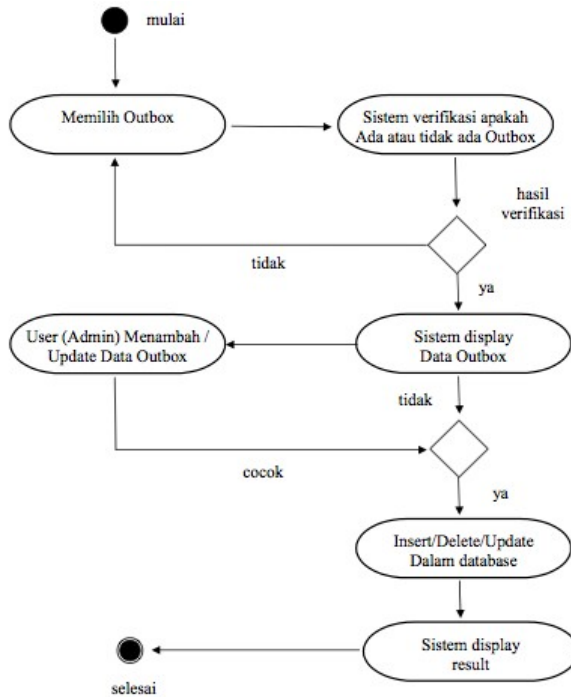 mulai
Memilih Outbox
Sistem verifikasi apakah
Ada atau tidak ada Outbox
hasil
verifikasi
tidak
ya
User (Admin) Menambah /
Update Data Outbox
Sistem display
Data Outbox
tidak
cocok
ya
Insert/Delete/Update
Dalam database
Sistem display
result
selesai